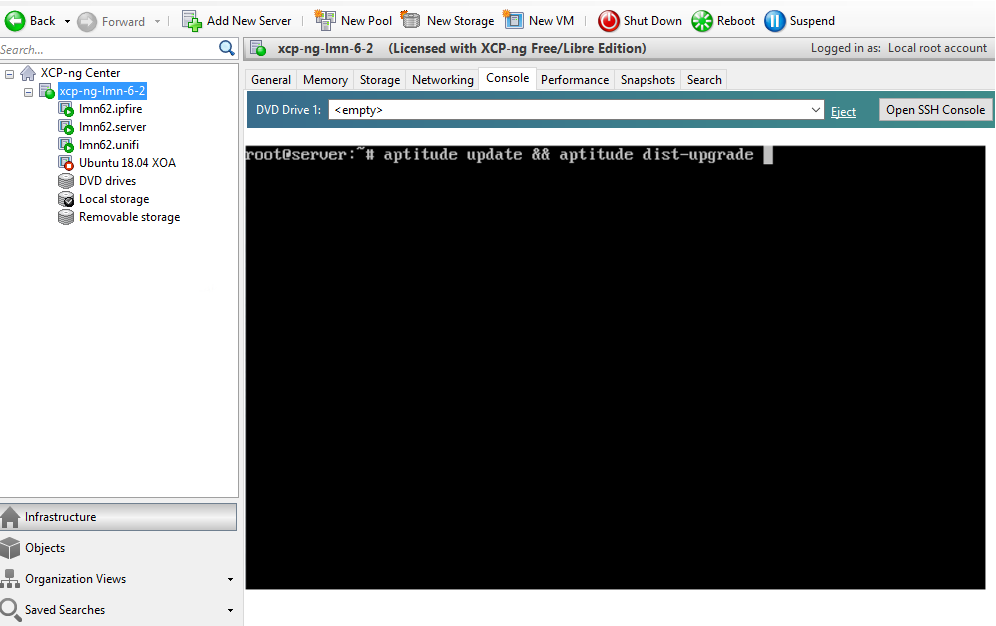 Back Forward Add New Server New Pool New Storage New VM Shut Down Reboot Suspend
Search...
xcp-ng-lmn-6-2 (Licensed with XCP-ng Free/Libre Edition) Logged in as: Local root account
XCP-ng Center
xcp-ng-lmn-6-2
lmn62.ipfire
lmn62.server
lmn62.unifi
Ubuntu 18.04 XOA
DVD drives
Local storage
Removable storage
General Memory Storage Networking Console Performance Snapshots Search
DVD Drive 1: <empty> Eject Open SSH Console
root@server:~# aptitude update && aptitude dist-upgrade
Infrastructure
Objects
Organization Views
Saved Searches